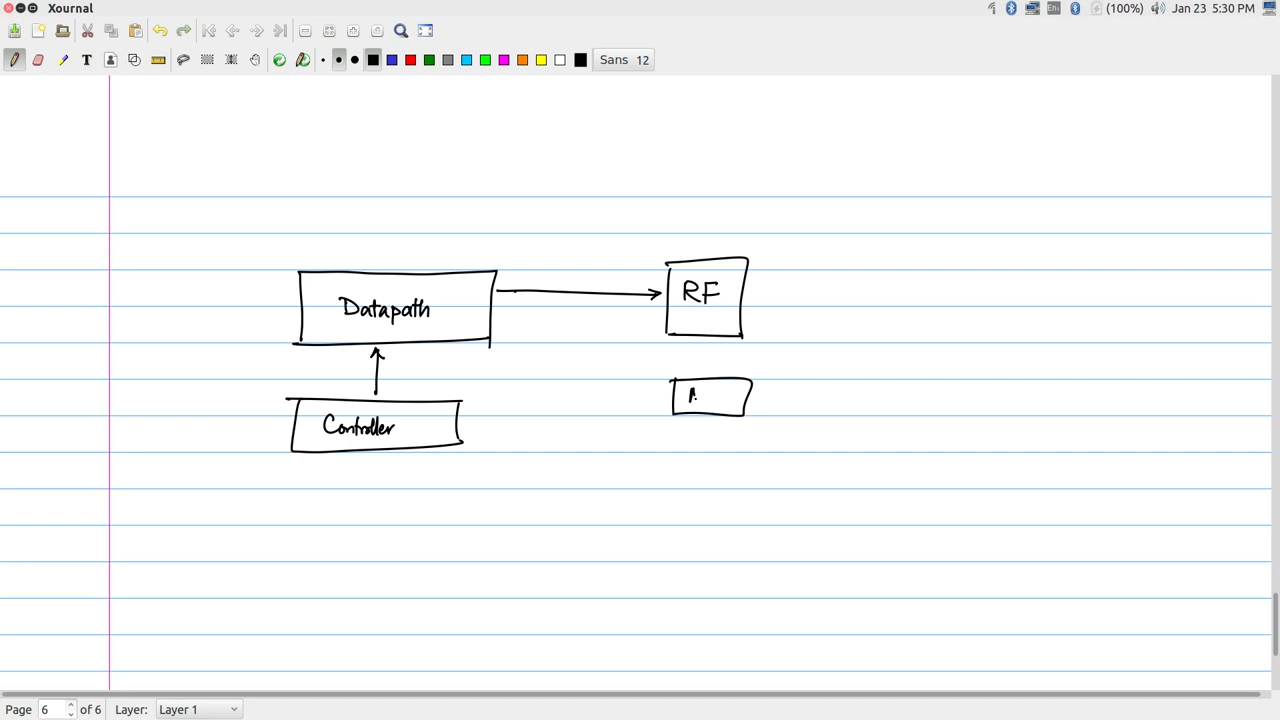 Xournal
(100%) Jan 23 5:30 PM
Sans 12
Datapath
RF
Controller
Page 6 of 6 Layer: Layer 1